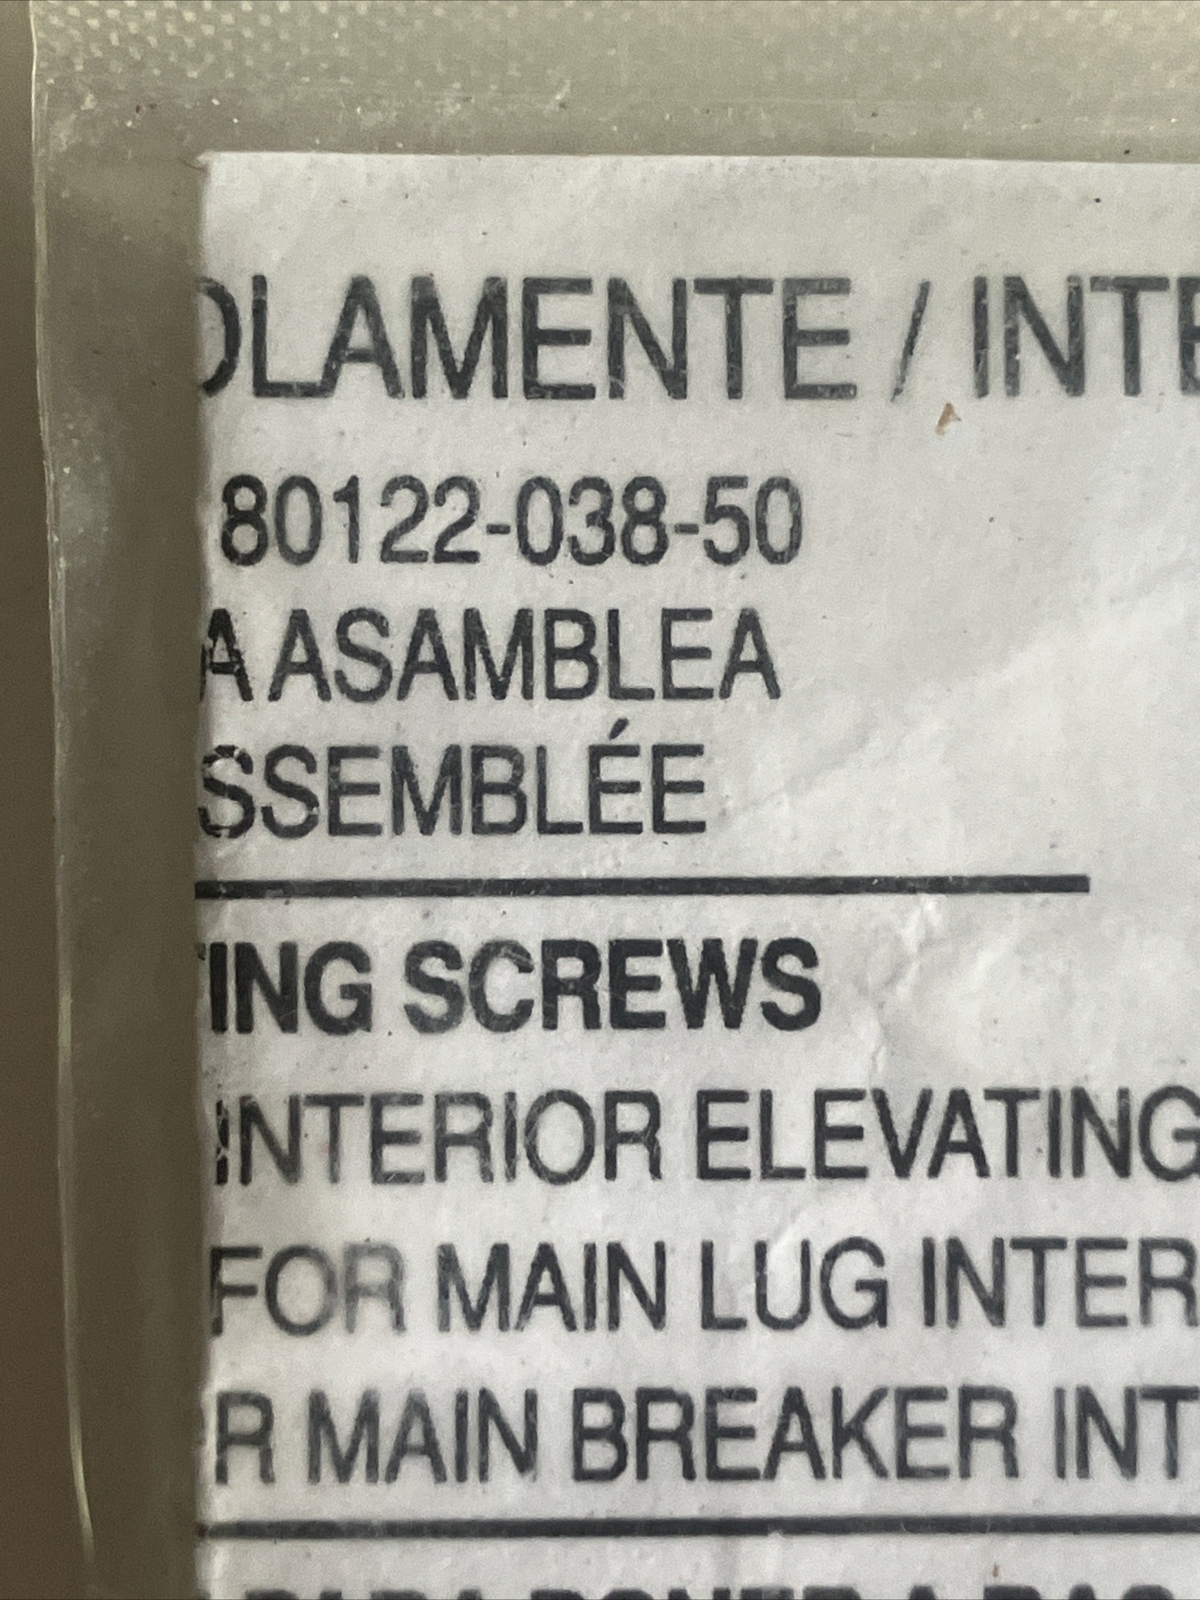 OLAMENTE / INTE
80122-038-50
A ASAMBLEA
SSEMBLÉE
ING SCREWS
INTERIOR ELEVATING
FOR MAIN LUG INTER
R MAIN BREAKER INT